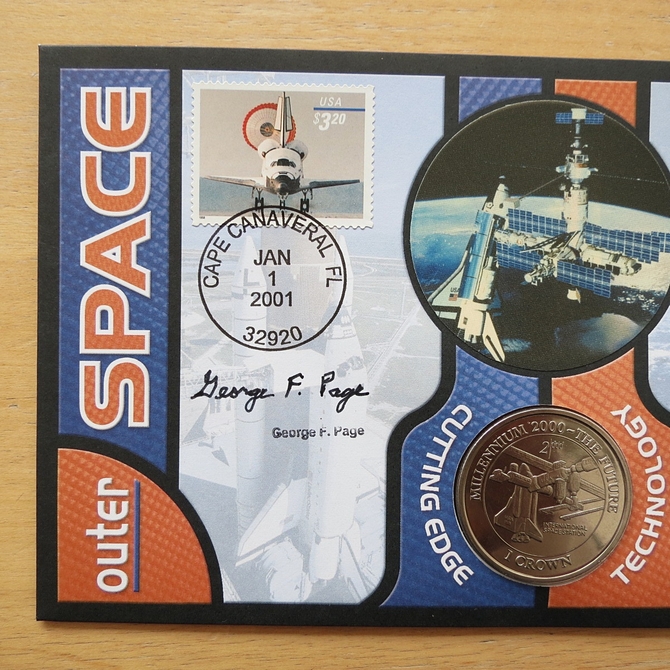 outer
SPACE
USA
$3.20
CAPE CANAVERAL FL
JAN
1
2001
32920
George F. Page
George F. Page
USA
CUTTING EDGE
TECHNOLOGY
MILLENNIUM 2000-THE FUTURE
INTERNATIONAL
SPACE STATION
1 CROWN